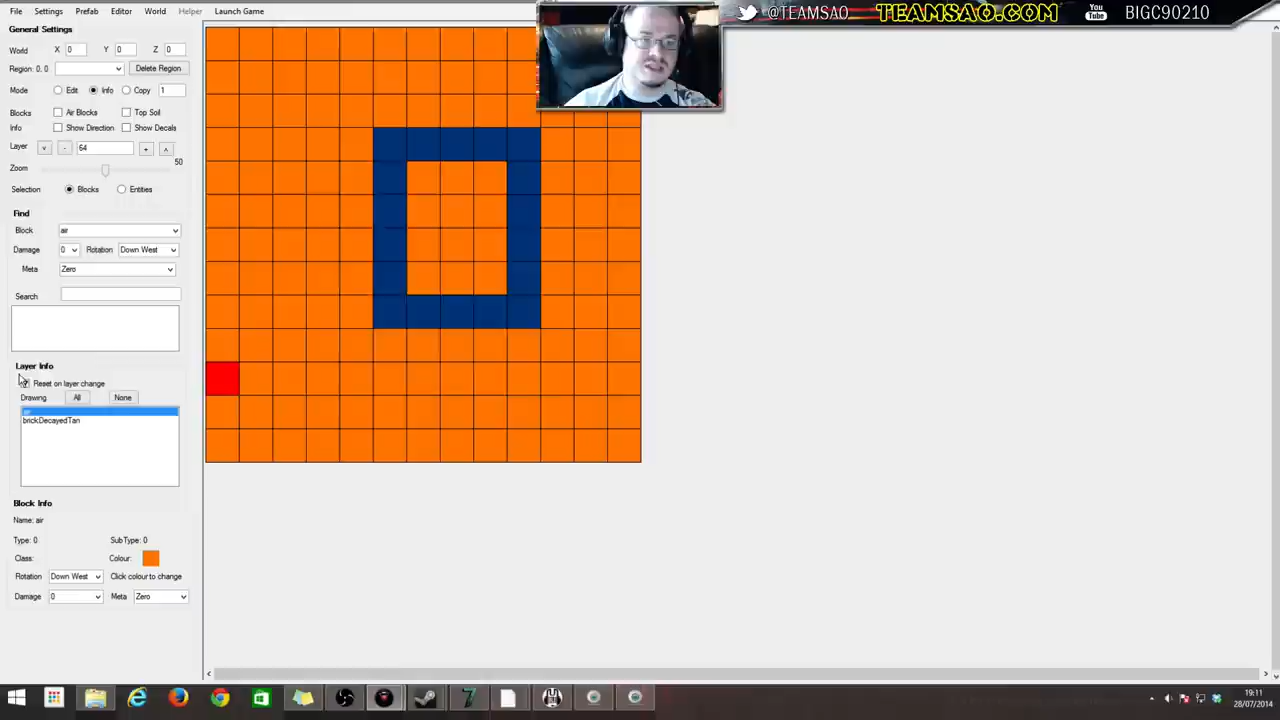 File Settings Prefab Editor World Helper Launch Game
@TEAMSAO TEAMSAO.COM You Tube BIGC90210
General Settings
World X 0 Y 0 Z 0
Region: 0. 0 Delete Region
Mode Edit Info Copy 1
Blocks Air Blocks Top Soil
Info Show Direction Show Decals
Layer v - 64 + ^
Zoom 50
Selection Blocks Entities
Find
Block air
Damage 0 Rotation Down West
Meta Zero
Search
Layer Info
Reset on layer change
Drawing All None
air
brickDecayedTan
Block Info
Name: air
Type: 0 SubType: 0
Class: Colour:
Rotation Down West Click colour to change
Damage 0 Meta Zero
19:11
28/07/2014